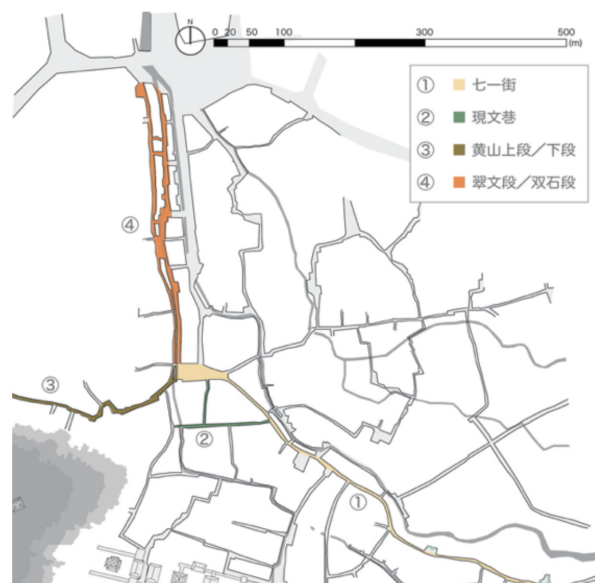 N
0 20 50 100 300 500
(m)
① 七一街
② 現文巷
③ 黄山上段／下段
④ 翠文段／双石段
④
③
②
①